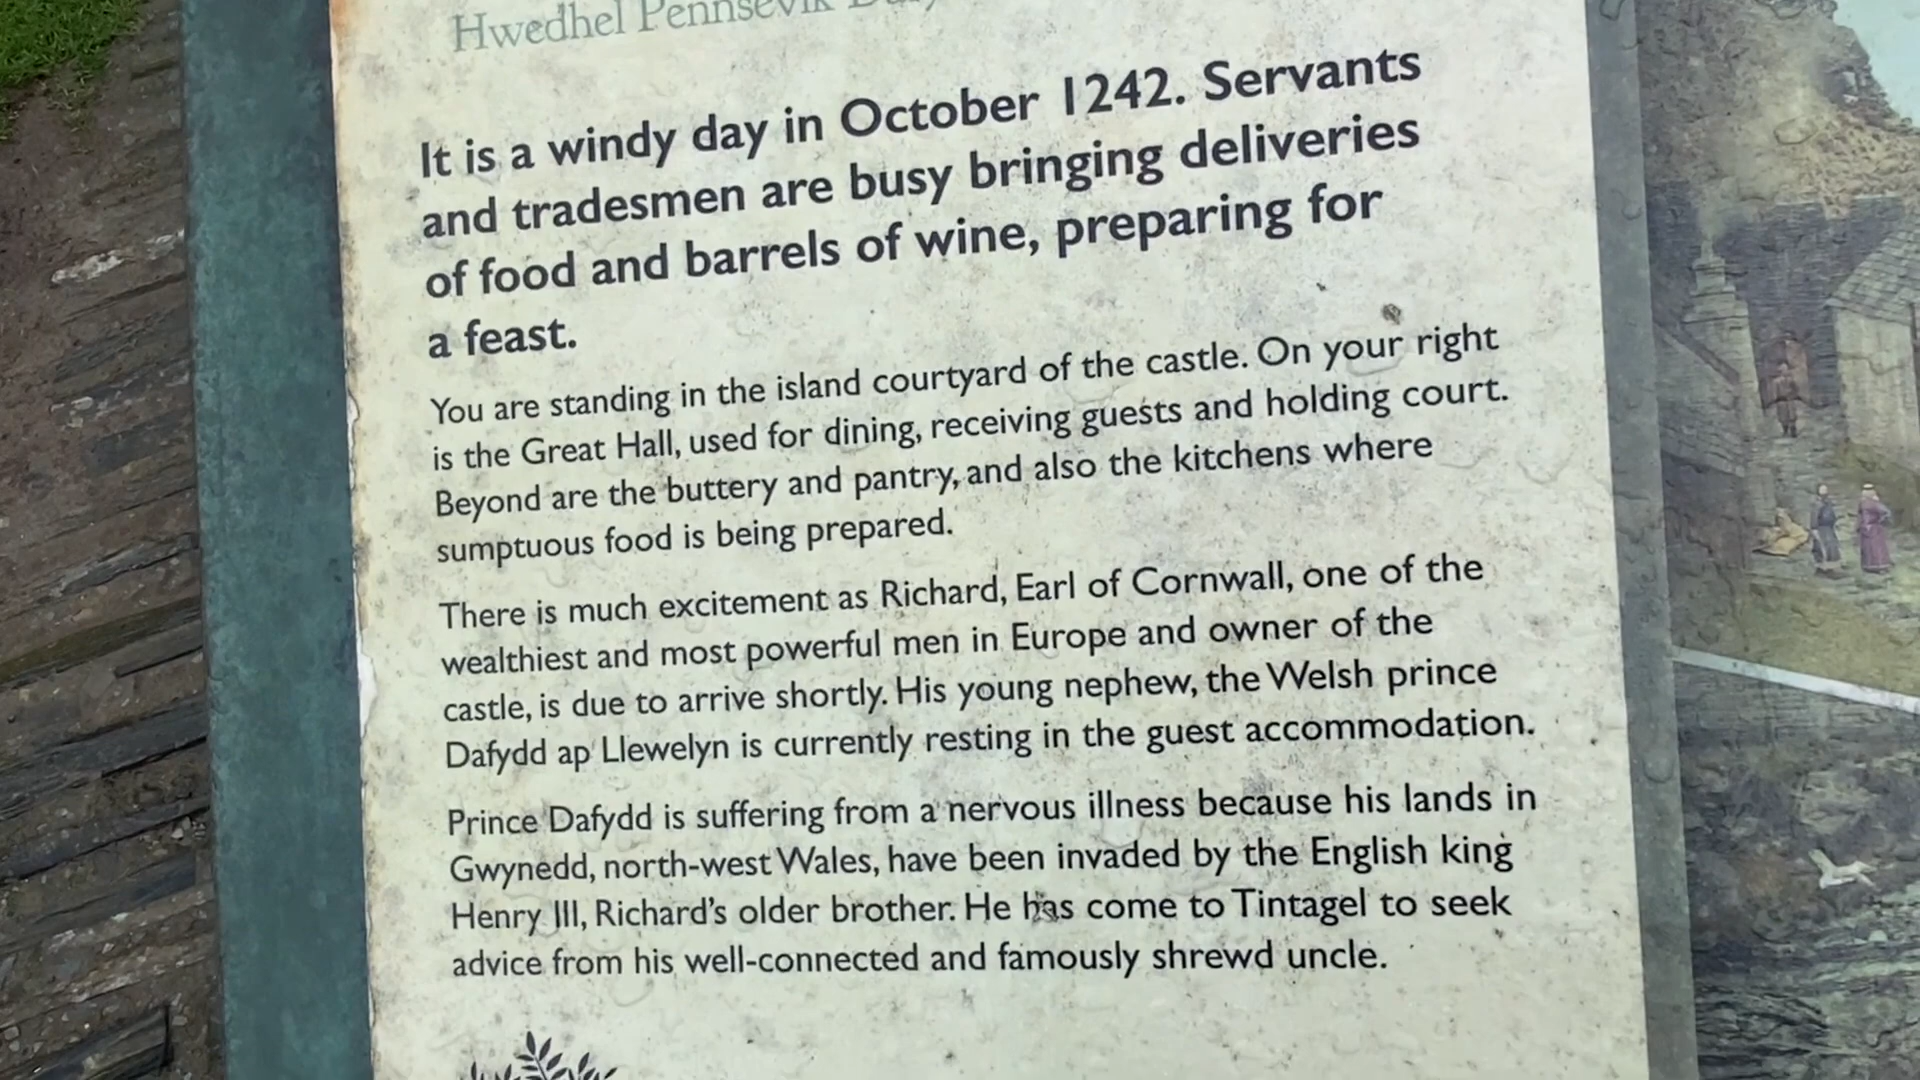 Hwedhel Pennsevik
It is a windy day in October 1242. Servants
and tradesmen are busy bringing deliveries
of food and barrels of wine, preparing for
a feast.
You are standing in the island courtyard of the castle. On your right
is the Great Hall, used for dining, receiving guests and holding court.
Beyond are the buttery and pantry, and also the kitchens where
sumptuous food is being prepared.
There is much excitement as Richard, Earl of Cornwall, one of the
wealthiest and most powerful men in Europe and owner of the
castle, is due to arrive shortly. His young nephew, the Welsh prince
Dafydd ap Llewelyn is currently resting in the guest accommodation.
Prince Dafydd is suffering from a nervous illness because his lands in
Gwynedd, north-west Wales, have been invaded by the English king
Henry III, Richard's older brother. He has come to Tintagel to seek
advice from his well-connected and famously shrewd uncle.